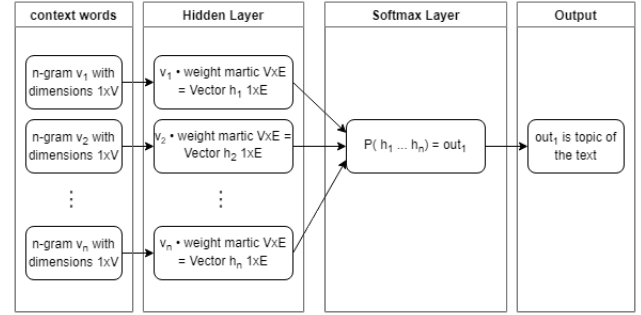 context words
Hidden Layer
Softmax Layer
Output
n-gram v1 with
dimensions 1xV
v1 • weight martic VxE
= Vector h1 1xE
n-gram v2 with
dimensions 1xV
v2 • weight martic VxE =
Vector h2 1xE
P( h1 ... hn) = out1
out1 is topic of
the text
⋮
⋮
n-gram vn with
dimensions 1xV
vn • weight martic VxE
= Vector hn 1xE